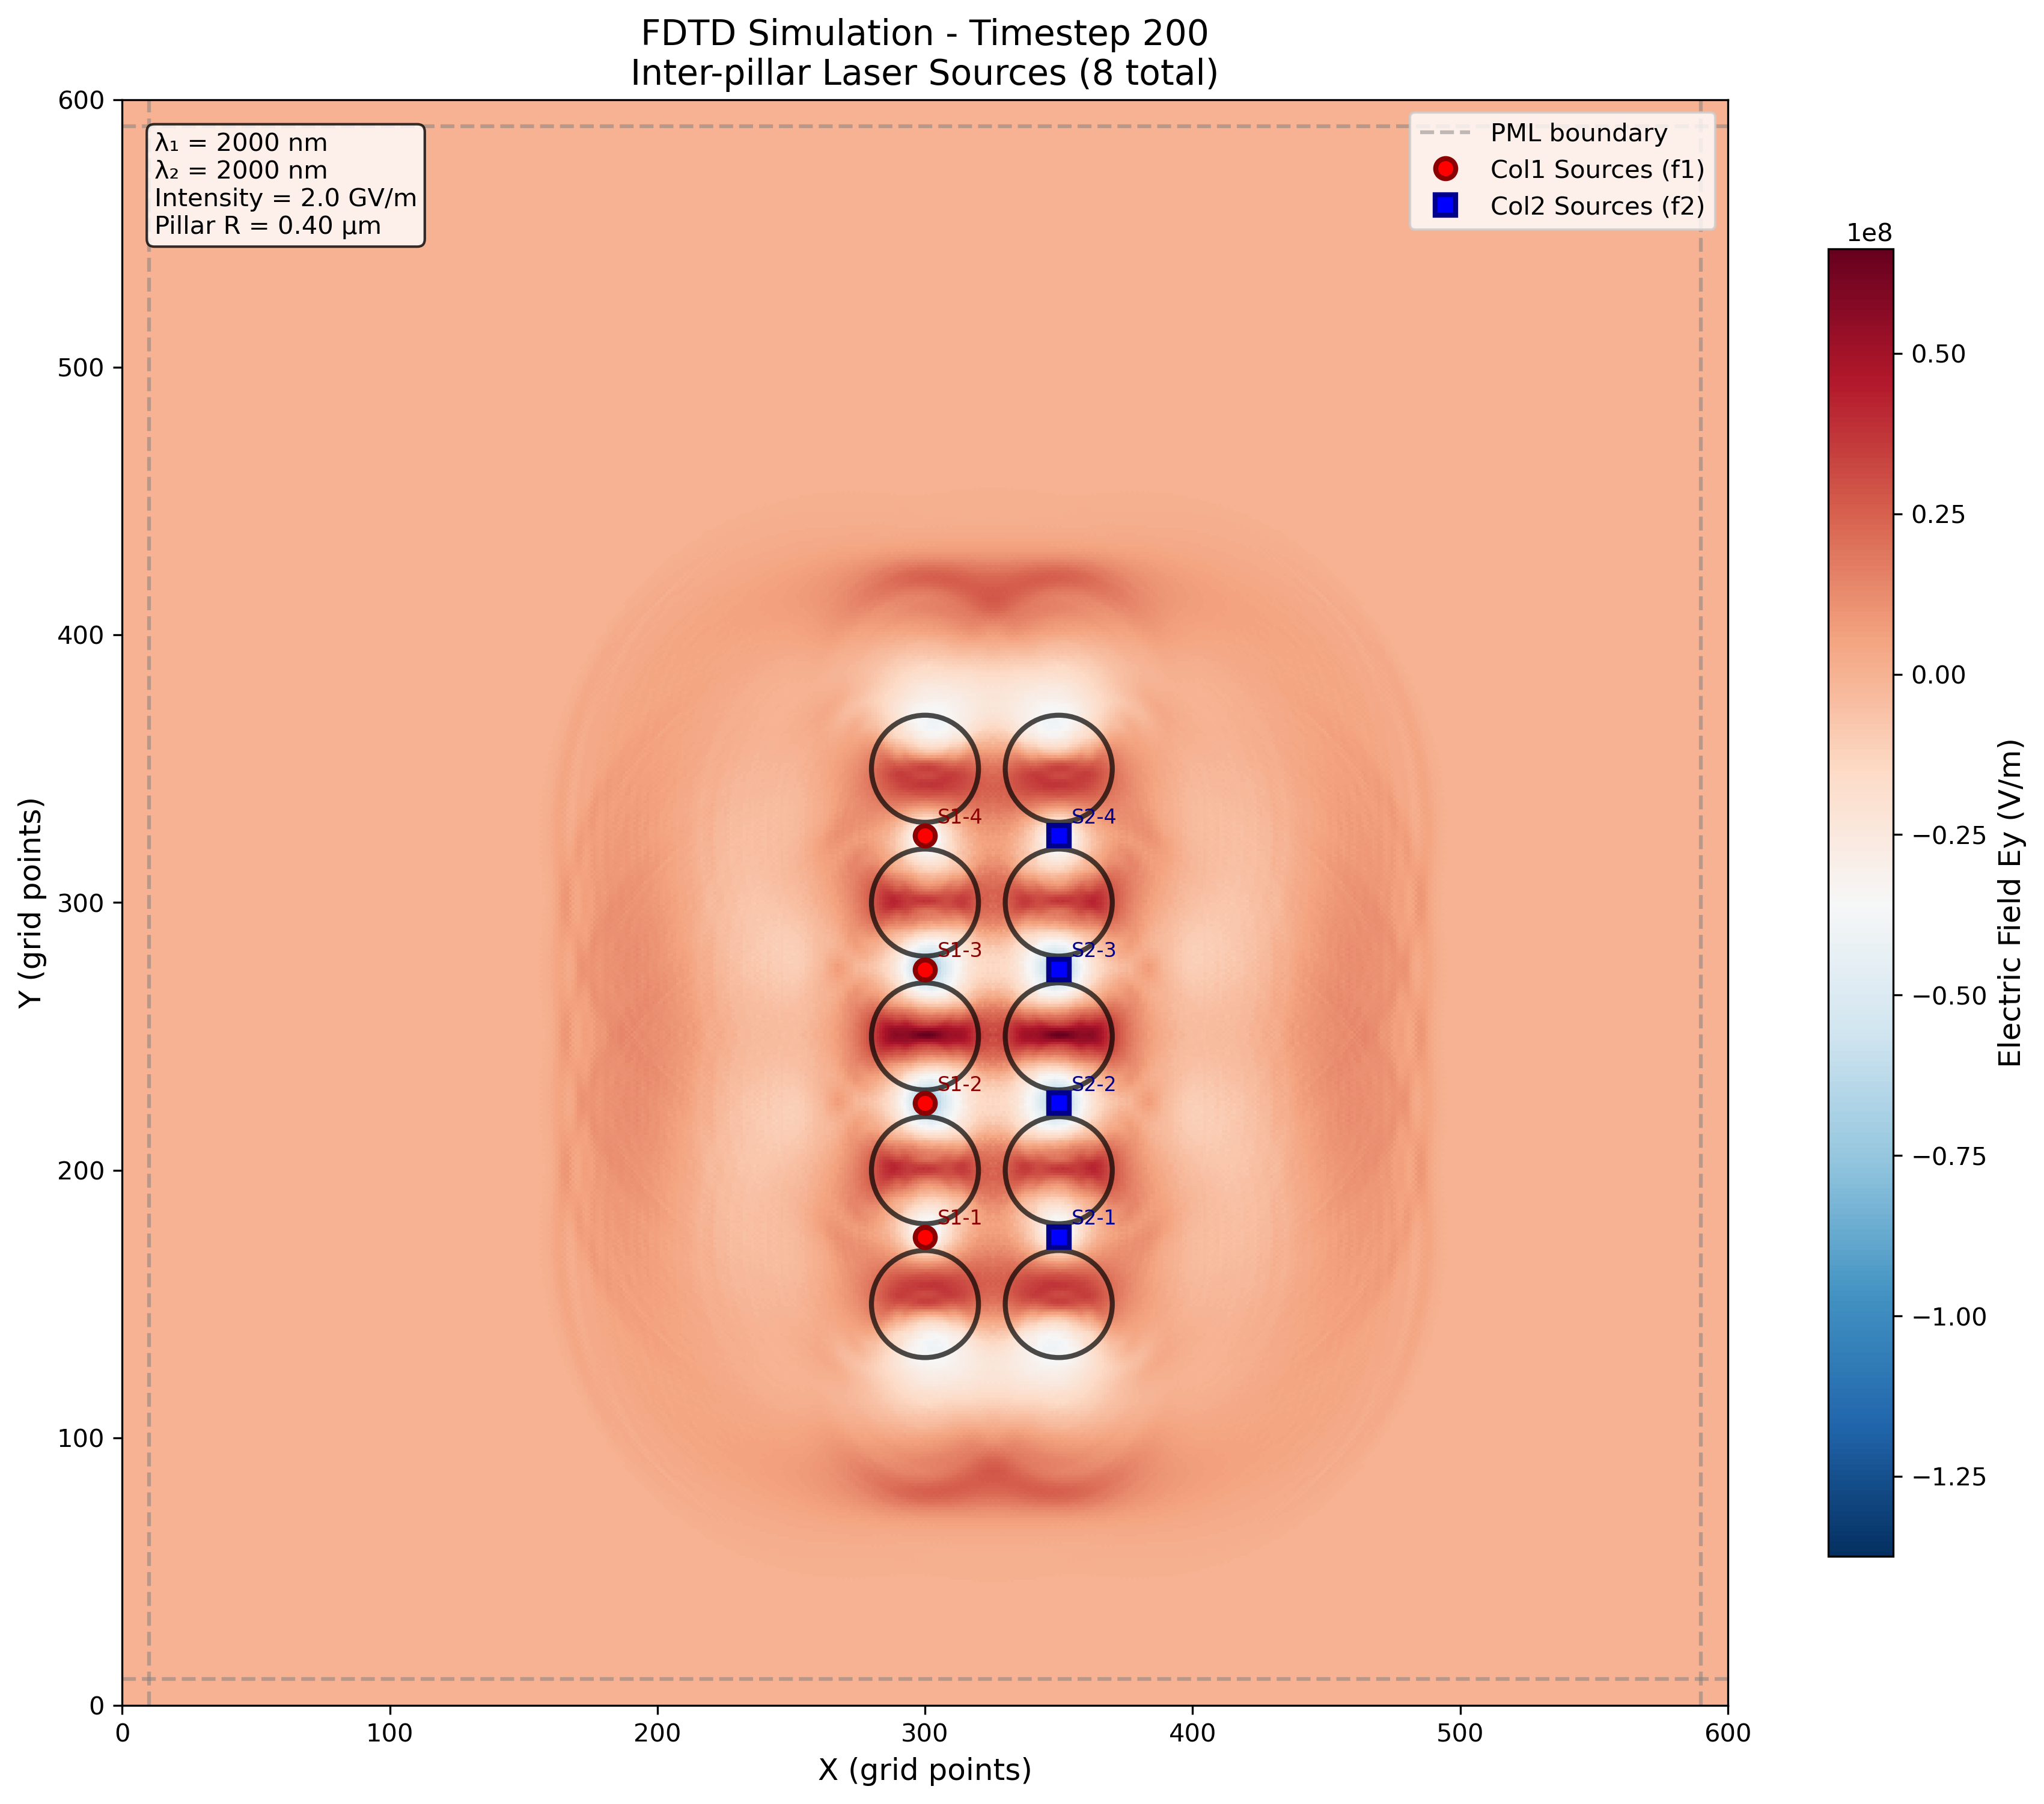 FDTD Simulation - Timestep 200
Inter-pillar Laser Sources (8 total)
λ₁ = 2000 nm
λ₂ = 2000 nm
Intensity = 2.0 GV/m
Pillar R = 0.40 μm
PML boundary
Col1 Sources (f1)
Col2 Sources (f2)
600
500
400
300
200
100
0
Y (grid points)
S1-4
S2-4
S1-3
S2-3
S1-2
S2-2
S1-1
S2-1
0
100
200
300
400
500
600
X (grid points)
1e8
0.50
0.25
0.00
−0.25
−0.50
−0.75
−1.00
−1.25
Electric Field Ey (V/m)